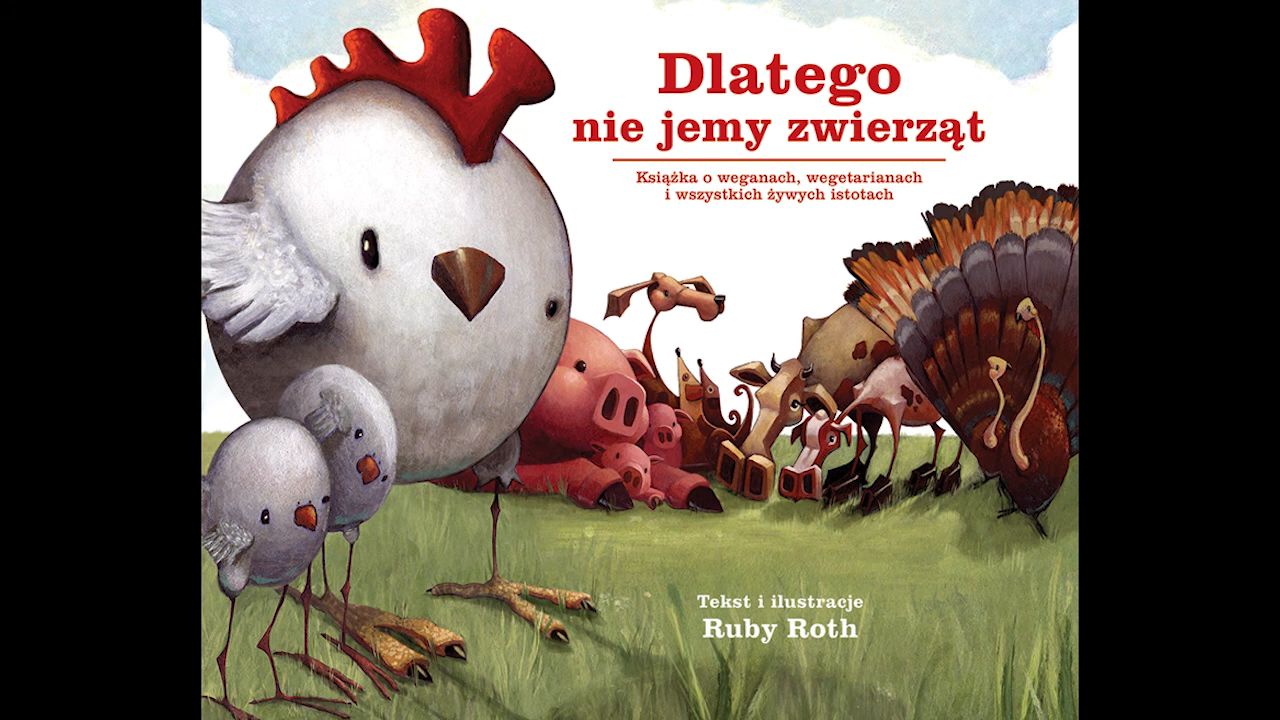 Dlatego
nie jemy zwierząt
Książka o weganach, wegetarianach
i wszystkich żywych istotach
Tekst i ilustracje
Ruby Roth